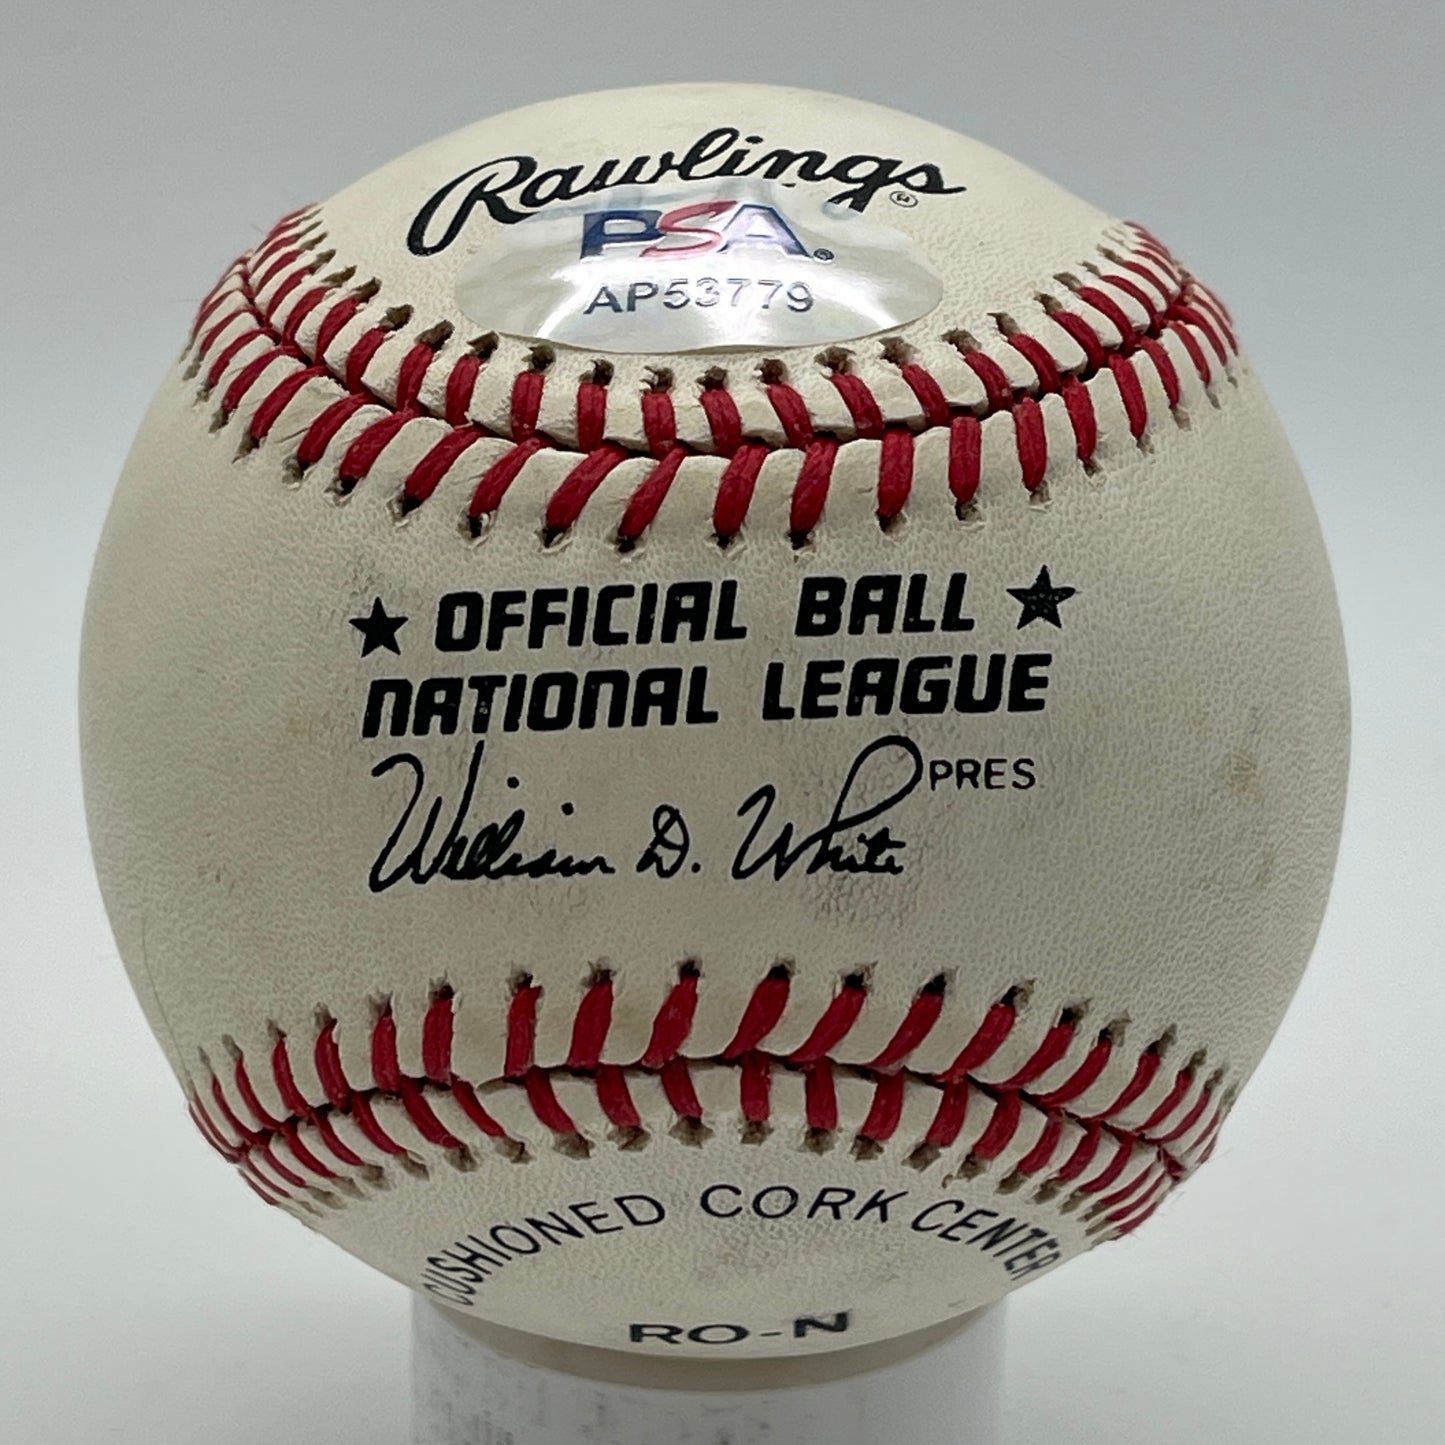 Rawlings
PSA
AP53779
★ OFFICIAL BALL ★
NATIONAL LEAGUE
William D. White PRES.
CUSHIONED CORK CENTER
RO-N